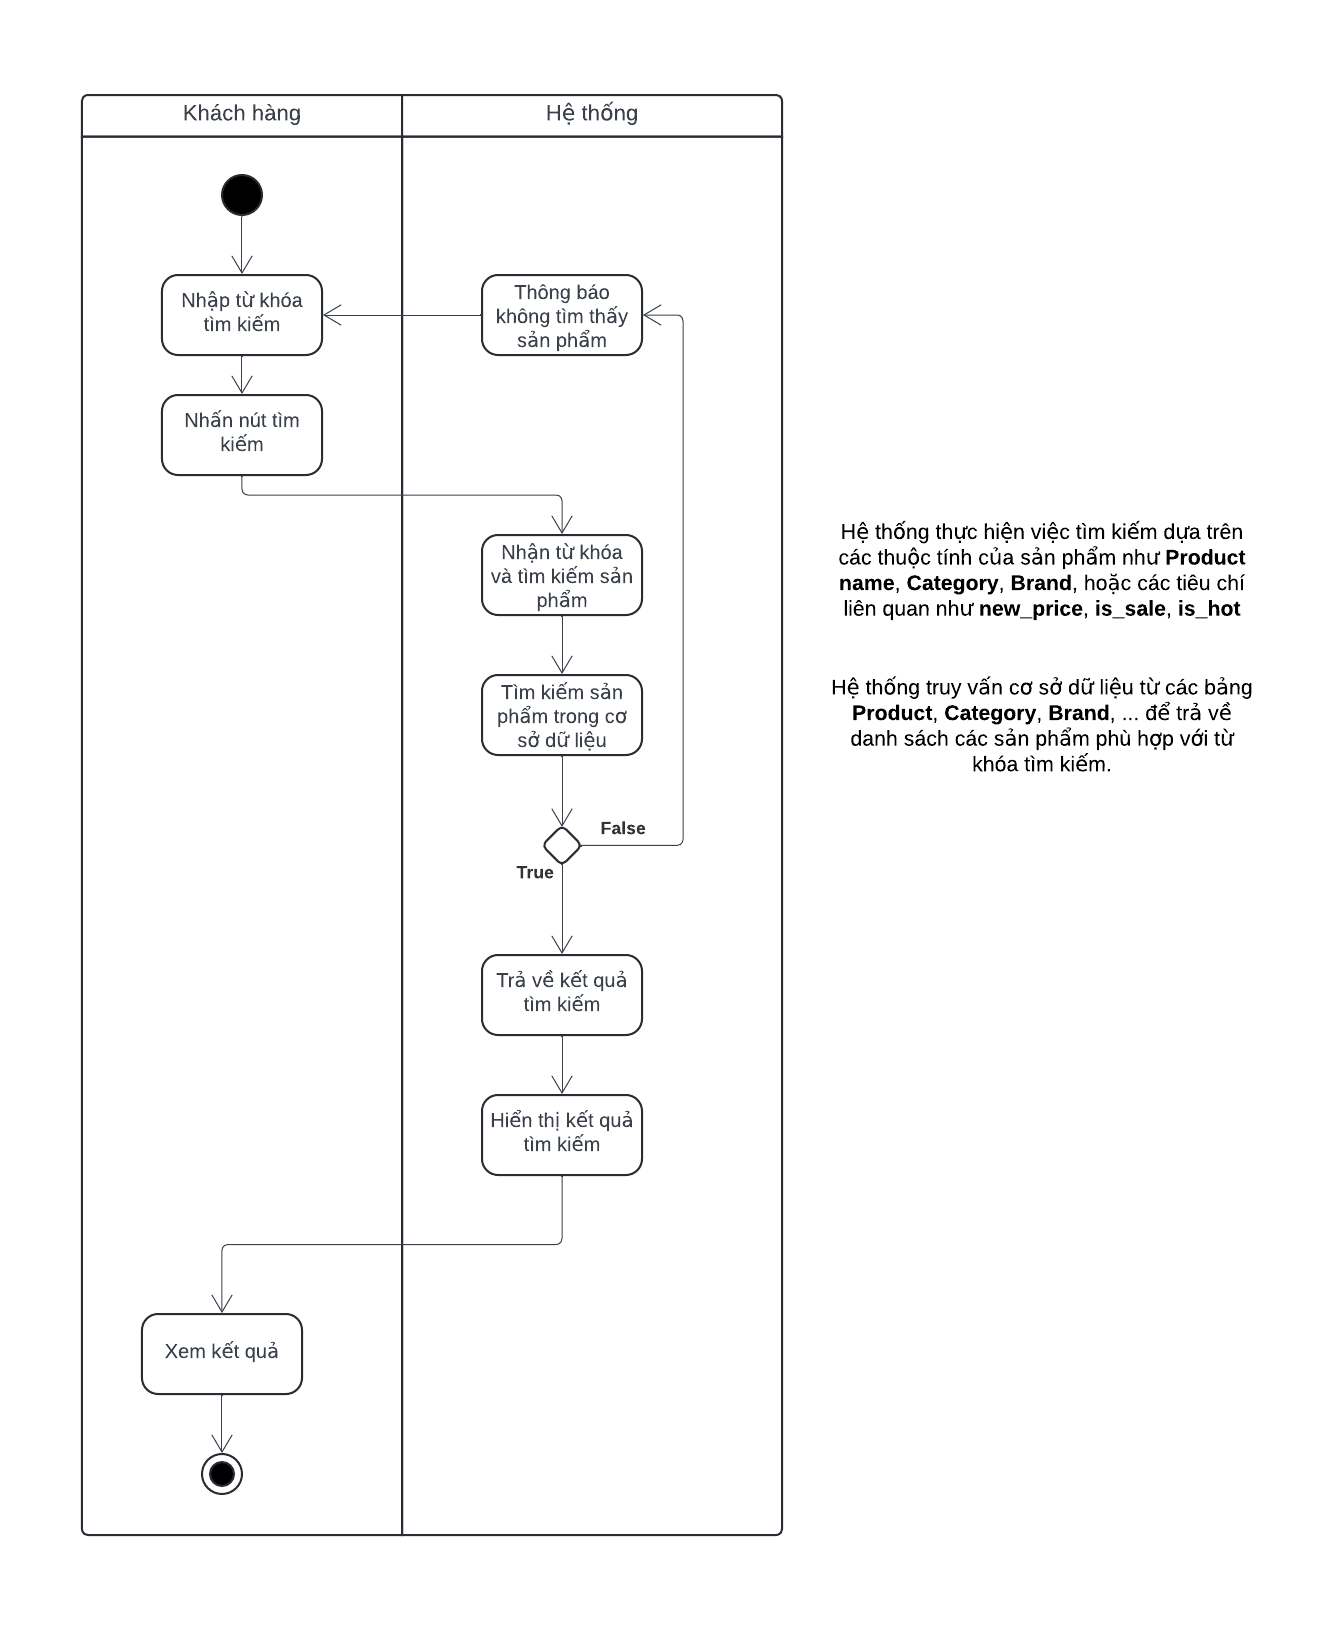 Khách hàng
Hệ thống
Nhập từ khóa
tìm kiếm
Thông báo
không tìm thấy
sản phẩm
Nhấn nút tìm
kiếm
Nhận từ khóa
và tìm kiếm sản
phẩm
Tìm kiếm sản
phẩm trong cơ
sở dữ liệu
False
True
Trả về kết quả
tìm kiếm
Hiển thị kết quả
tìm kiếm
Xem kết quả
Hệ thống thực hiện việc tìm kiếm dựa trên
các thuộc tính của sản phẩm như Product
name, Category, Brand, hoặc các tiêu chí
liên quan như new_price, is_sale, is_hot
Hệ thống truy vấn cơ sở dữ liệu từ các bảng
Product, Category, Brand, ... để trả về
danh sách các sản phẩm phù hợp với từ
khóa tìm kiếm.